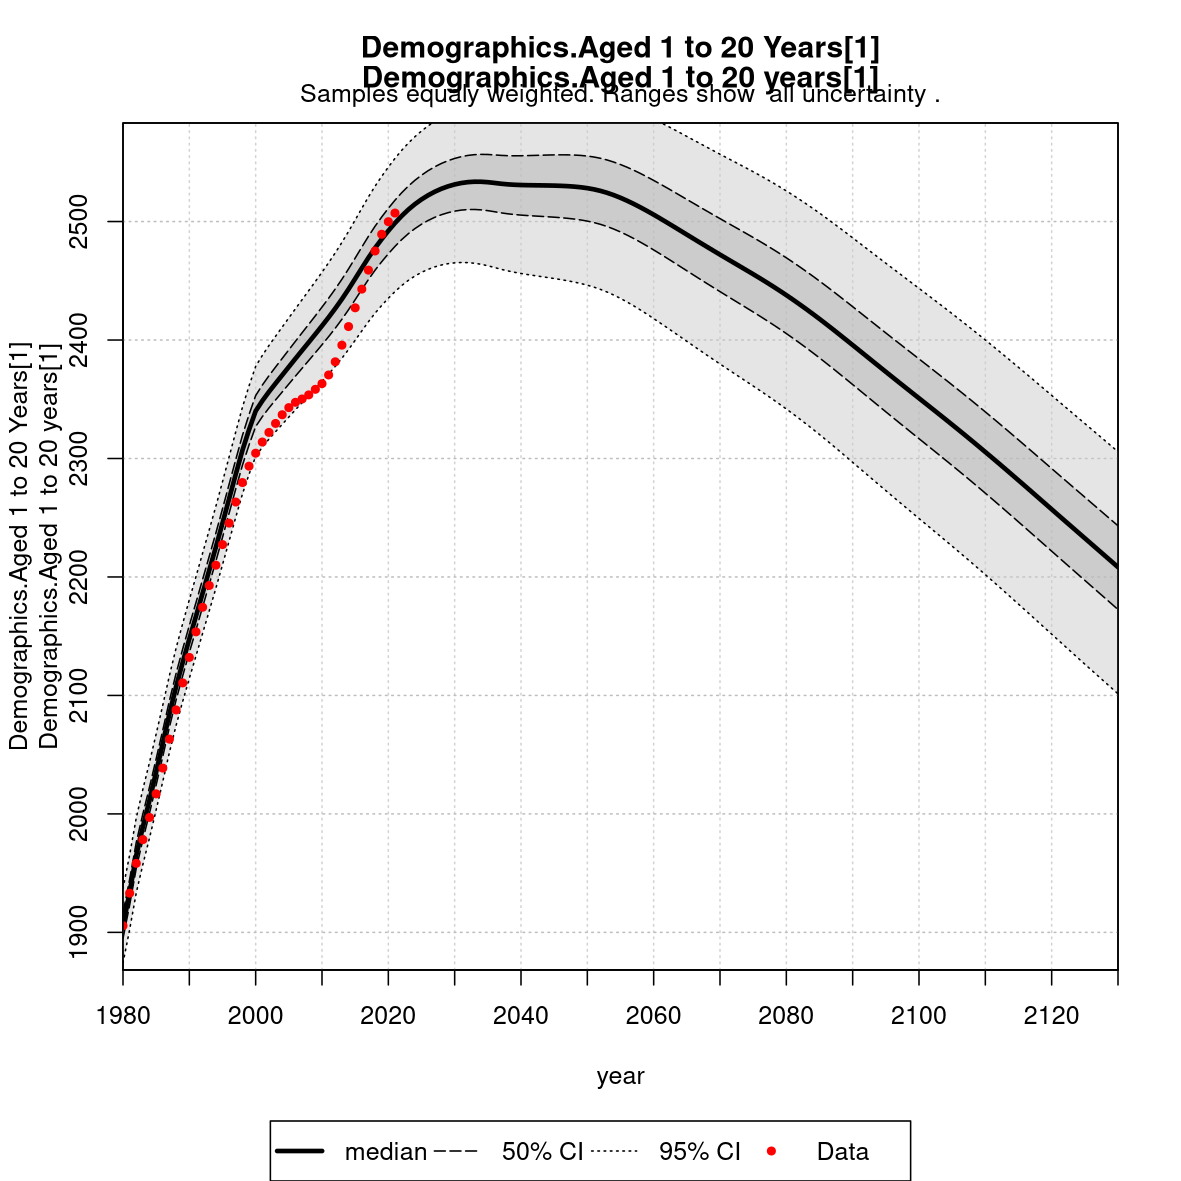 Demographics.Aged 1 to 20 Years[1]
Demographics.Aged 1 to 20 years[1]
Samples equaly weighted. Ranges show  all uncertainty .
Demographics.Aged 1 to 20 Years[1]
Demographics.Aged 1 to 20 years[1]
2500
2400
2300
2200
2100
2000
1900
1980 2000 2020 2040 2060 2080 2100 2120
year
median 50% CI 95% CI Data